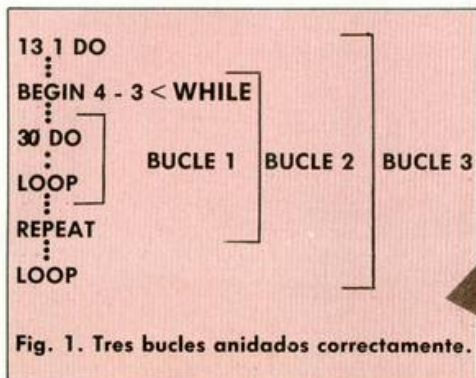 13 1 DO
BEGIN 4 - 3 < WHILE
30 DO
BUCLE 1 BUCLE 2 BUCLE 3
LOOP
REPEAT
LOOP
Fig. 1. Tres bucles anidados correctamente.